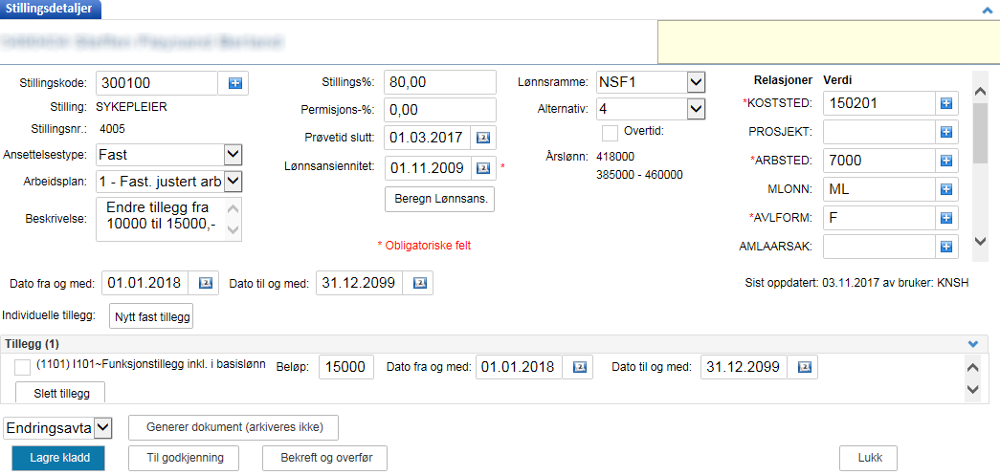 Stillingsdetaljer
Stillingskode: 300100
Stilling: SYKEPLEIER
Stillingsnr.: 4005
Ansettelsestype: Fast
Arbeidsplan: 1 - Fast. justert arb
Beskrivelse: Endre tillegg fra
10000 til 15000,-
Stillings%: 80,00
Permisjons-%: 0,00
Prøvetid slutt: 01.03.2017
Lønnsansiennitet: 01.11.2009 *
Beregn Lønnsans.
* Obligatoriske felt
Lønnsramme: NSF1
Alternativ: 4
Overtid:
Årslønn: 418000
385000 - 460000
Relasjoner Verdi
*KOSTSTED: 150201
PROSJEKT:
*ARBSTED: 7000
MLONN: ML
*AVLFORM: F
AMLAARSAK:
Dato fra og med: 01.01.2018 Dato til og med: 31.12.2099
Sist oppdatert: 03.11.2017 av bruker: KNSH
Individuelle tillegg: Nytt fast tillegg
Tillegg (1)
(1101) I101~Funksjonstillegg inkl. i basislønn Beløp: 15000 Dato fra og med: 01.01.2018 Dato til og med: 31.12.2099
Slett tillegg
Endringsavta Generer dokument (arkiveres ikke)
Lagre kladd Til godkjenning Bekreft og overfør Lukk